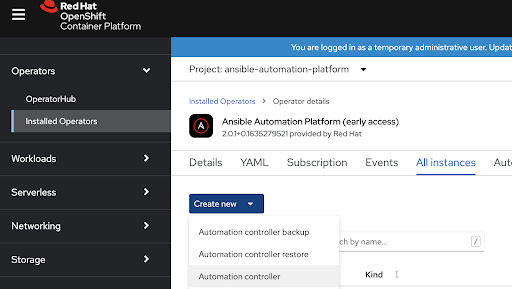 Red Hat
OpenShift
Container Platform
You are logged in as a temporary administrative user. Updat
Operators
OperatorHub
Installed Operators
Workloads
Serverless
Networking
Storage
Project: ansible-automation-platform
Installed Operators > Operator details
A
Ansible Automation Platform (early access)
2.0.1+0.1635279521 provided by Red Hat
Details YAML Subscription Events All instances Auto
Create new
Automation controller backup
Automation controller restore
Automation controller
ch by name... /
Kind